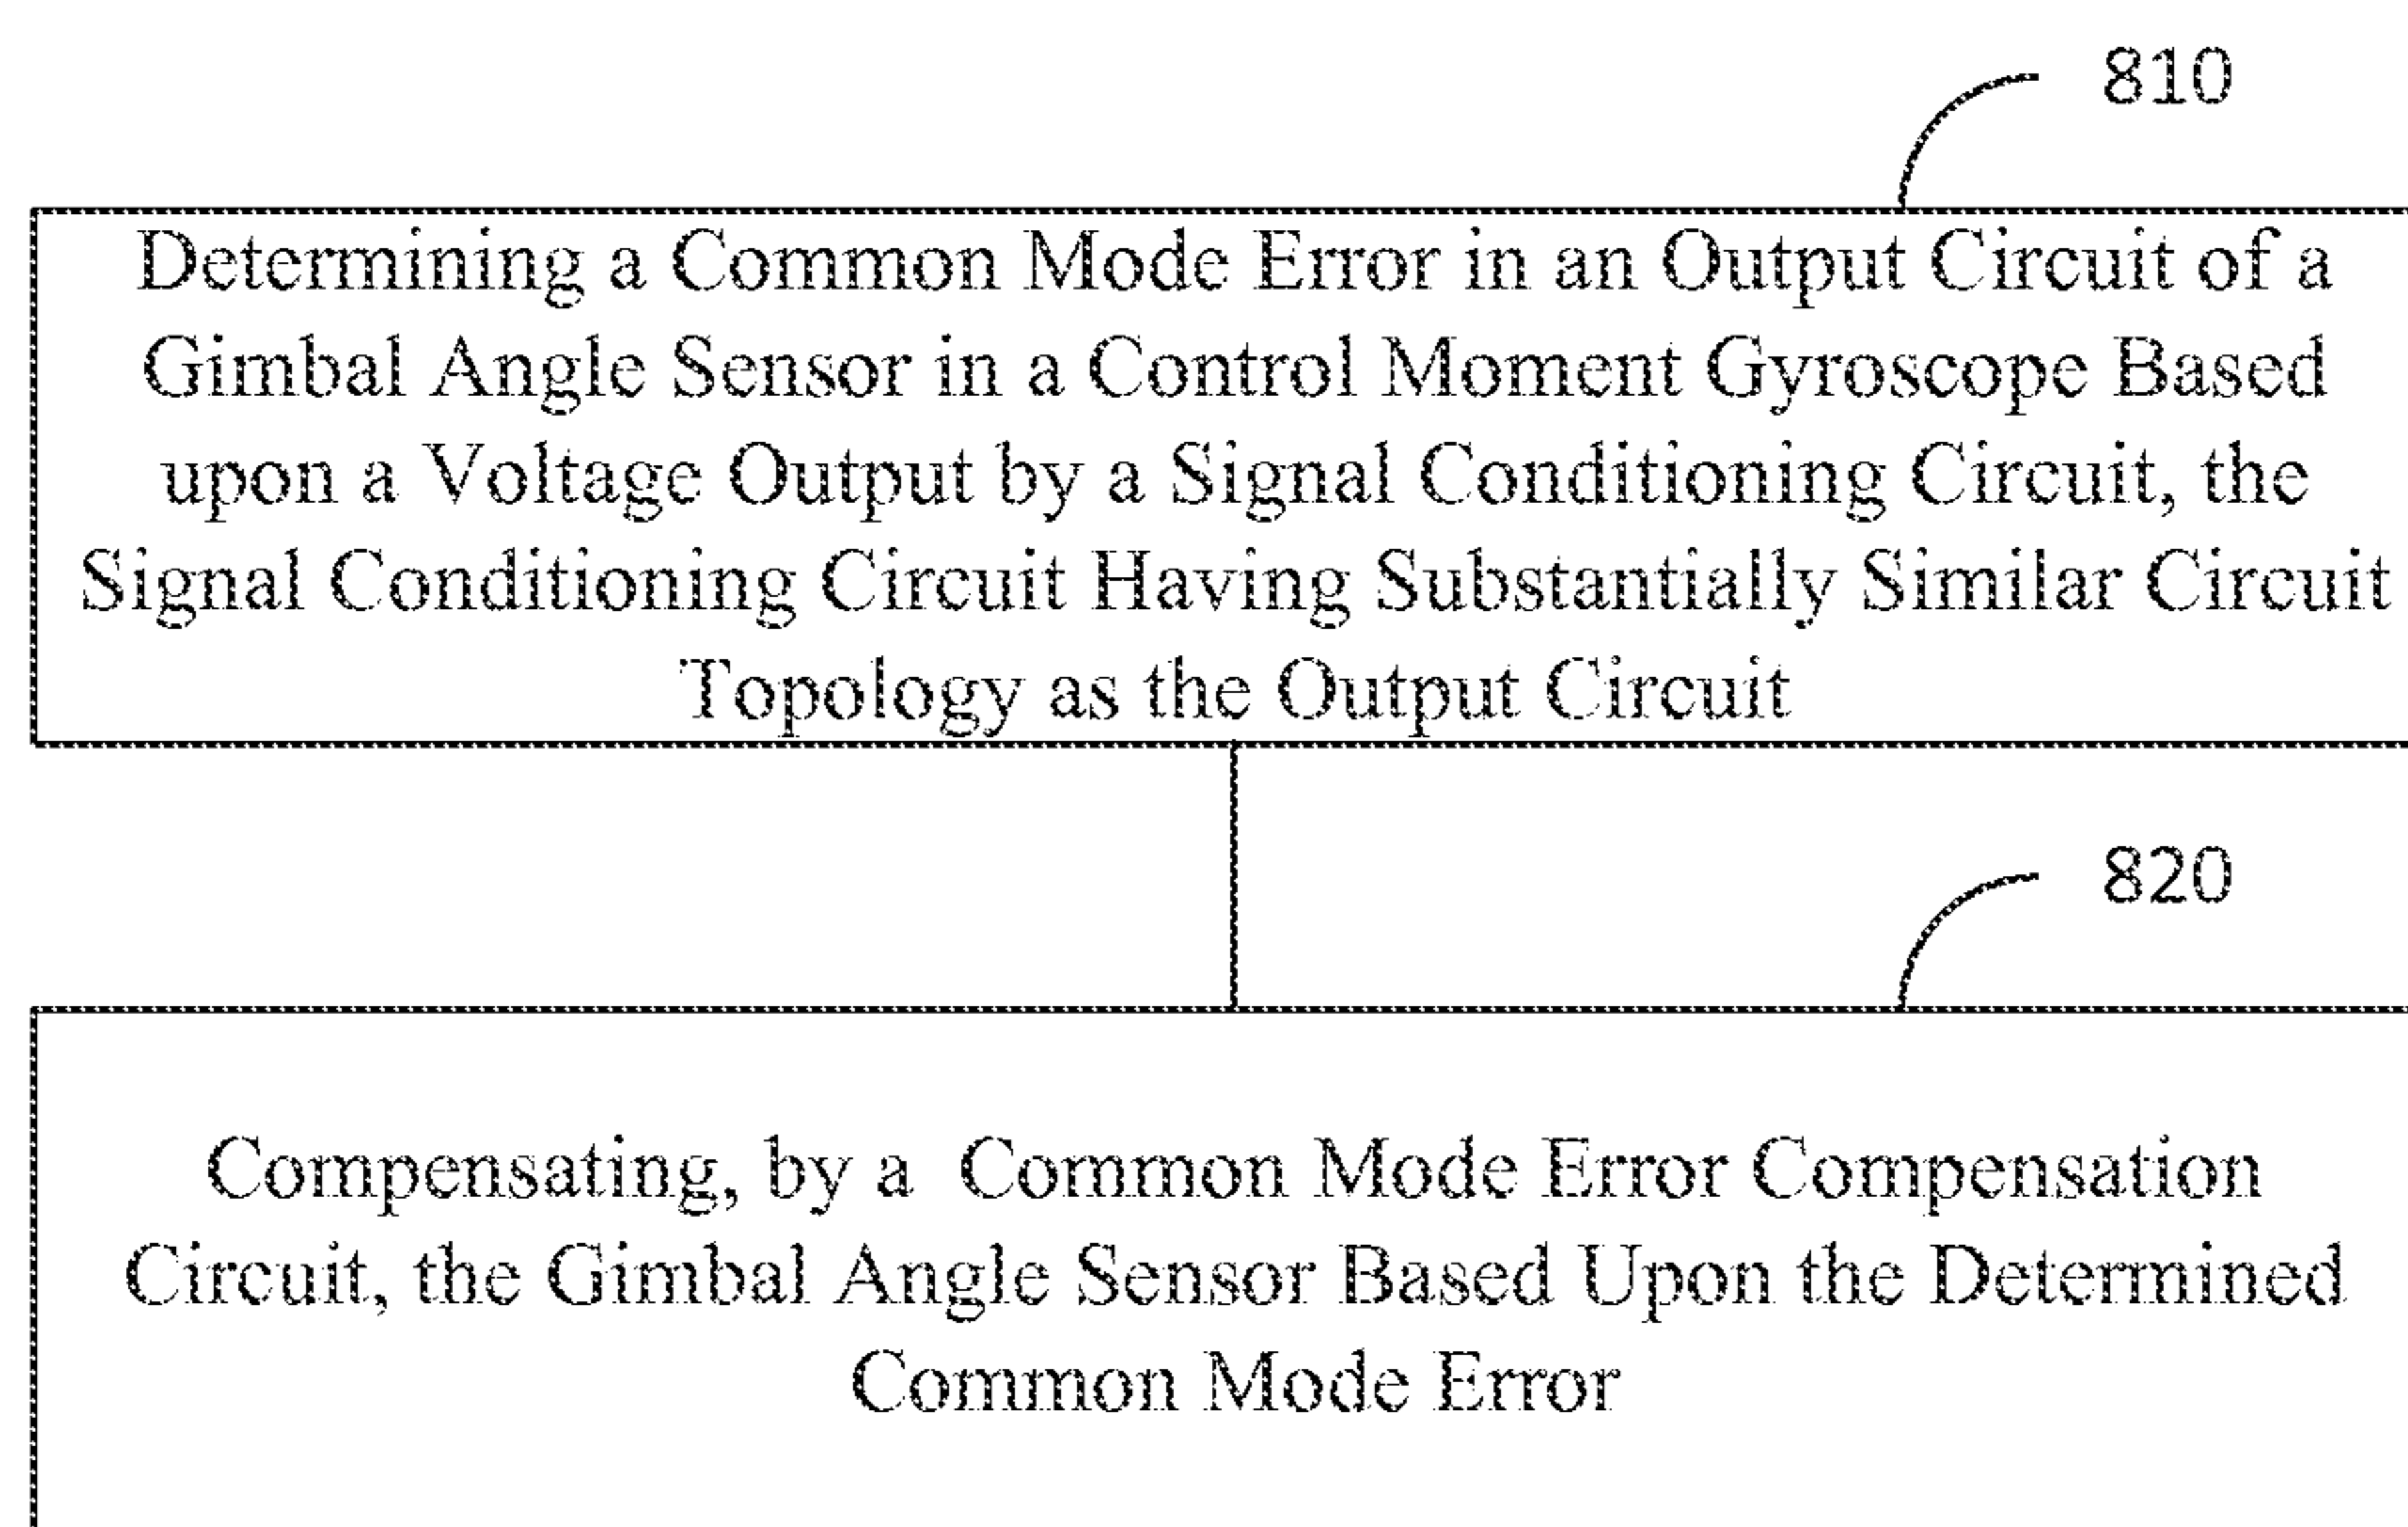 810
Determining a Common Mode Error in an Output Circuit of a
Gimbal Angle Sensor in a Control Moment Gyroscope Based
upon a Voltage Output by a Signal Conditioning Circuit, the
Signal Conditioning Circuit Having Substantially Similar Circuit
Topology as the Output Circuit
820
Compensating, by a Common Mode Error Compensation
Circuit, the Gimbal Angle Sensor Based Upon the Determined
Common Mode Error